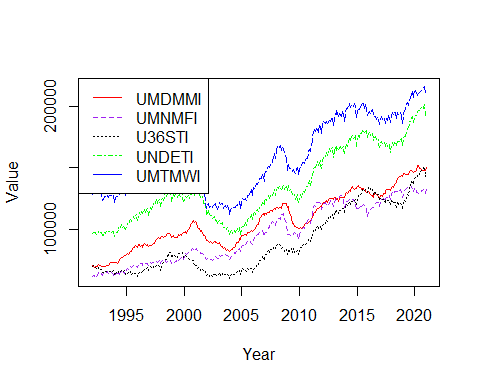 200000
100000
Value
UMDMMI
UMNMFI
U36STI
UNDETI
UMTMWI
1995 2000 2005 2010 2015 2020
Year